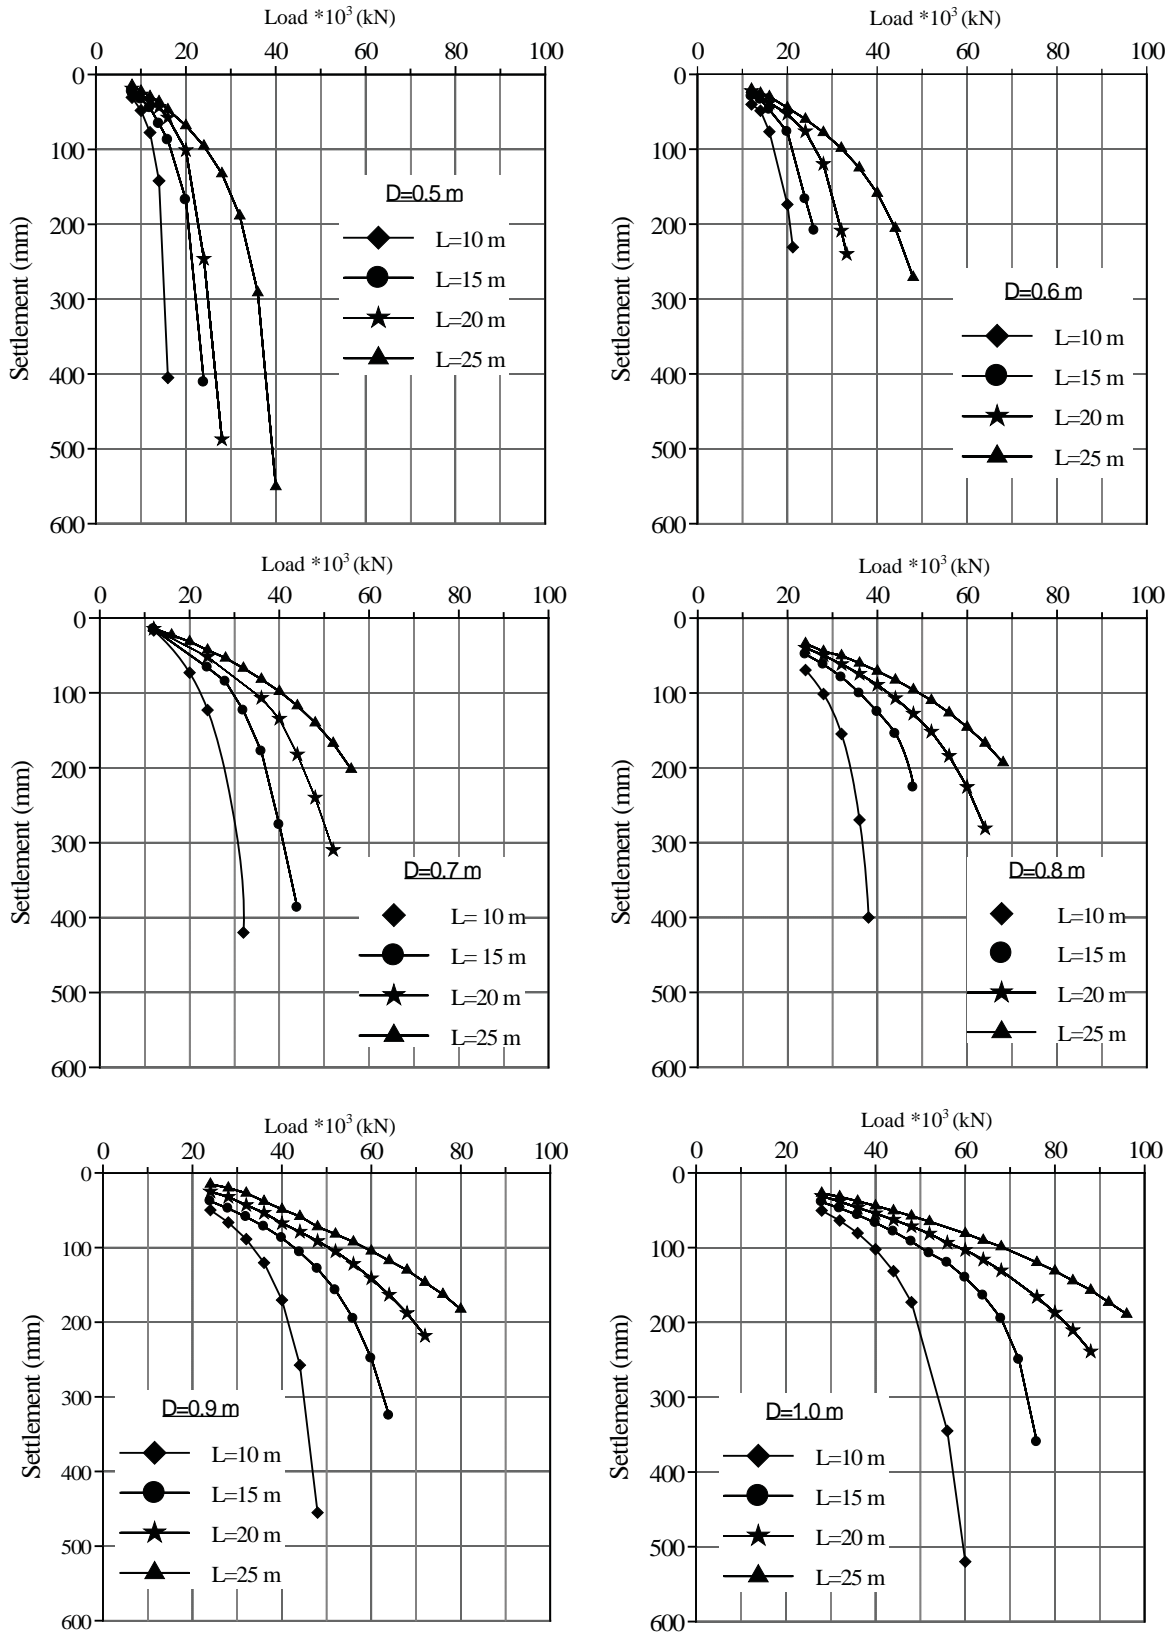 Load *10³ (kN)
0 20 40 60 80 100
0
100
200
300
400
500
600
Settlement (mm)
D=0.5 m
L=10 m
L=15 m
L=20 m
L=25 m
Load *10³ (kN)
0 20 40 60 80 100
0
100
200
300
400
500
600
Settlement (mm)
D=0.6 m
L=10 m
L=15 m
L=20 m
L=25 m
Load *10³ (kN)
0 20 40 60 80 100
0
100
200
300
400
500
600
Settlement (mm)
D=0.7 m
L= 10 m
L= 15 m
L=20 m
L=25 m
Load *10³ (kN)
0 20 40 60 80 100
0
100
200
300
400
500
600
Settlement (mm)
D=0.8 m
L=10 m
L=15 m
L=20 m
L=25 m
Load *10³ (kN)
0 20 40 60 80 100
0
100
200
300
400
500
600
Settlement (mm)
D=0.9 m
L=10 m
L=15 m
L=20 m
L=25 m
Load *10³ (kN)
0 20 40 60 80 100
0
100
200
300
400
500
600
Settlement (mm)
D=1.0 m
L=10 m
L=15 m
L=20 m
L=25 m